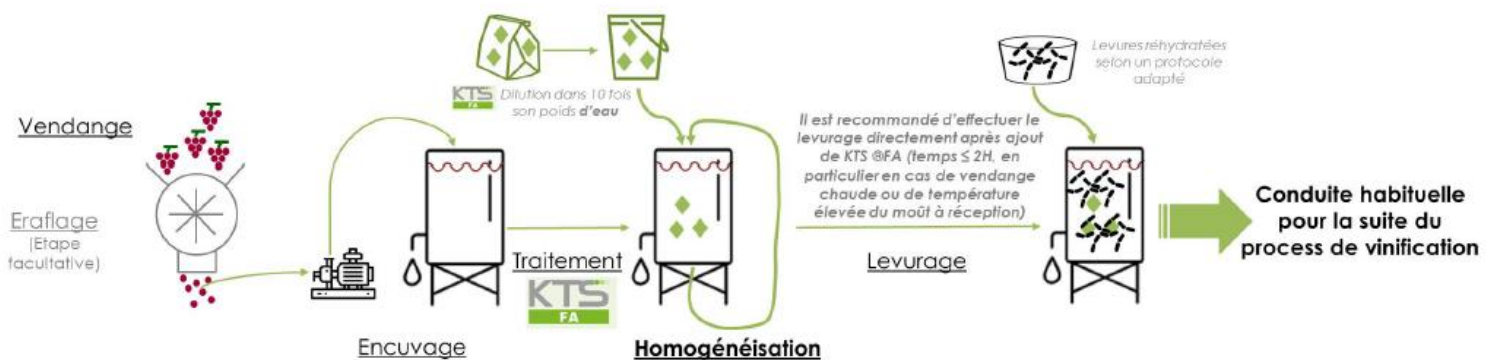 Vendange
Eraflage
(Etape
facultative)
Encuvage
KTS
FA
Dilution dans 10 fois
son poids d'eau
Traitement
KTS
FA
Homogénéisation
Il est recommandé d'effectuer le
levurage directement après ajout
de KTS ®FA (temps ≤ 2H, en
particulier en cas de vendange
chaude ou de température
élevée du moût à réception)
Levurage
Levures réhydratées
selon un protocole
adapté
Conduite habituelle
pour la suite du
process de vinification